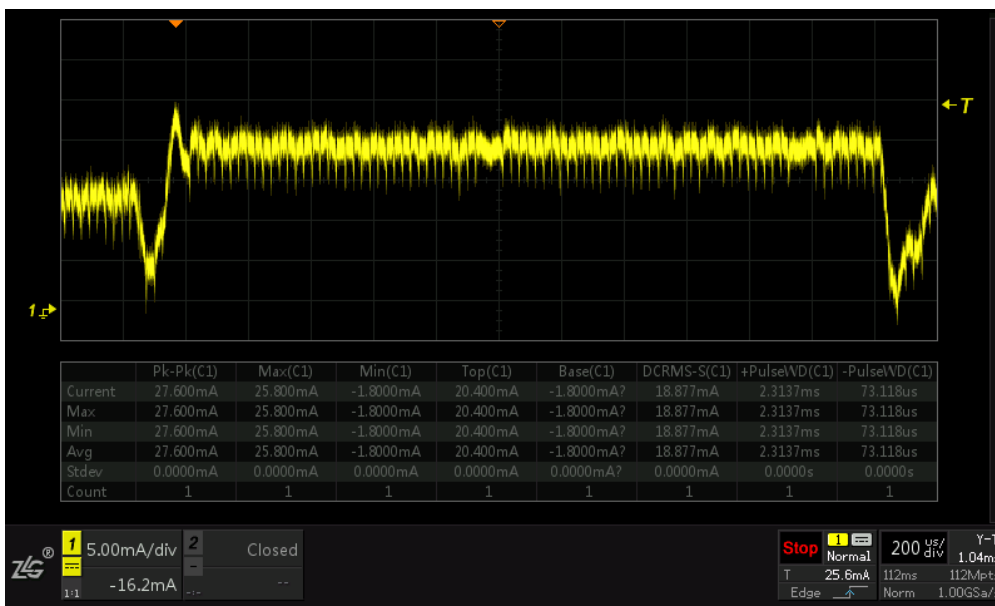 T
1
Pk-Pk(C1) Max(C1) Min(C1) Top(C1) Base(C1) DCRMS-S(C1) +PulseWD(C1) -PulseWD(C1)
Current 27.600mA 25.800mA -1.8000mA 20.400mA -1.8000mA? 18.877mA 2.3137ms 73.118us
Max 27.600mA 25.800mA -1.8000mA 20.400mA -1.8000mA? 18.877mA 2.3137ms 73.118us
Min 27.600mA 25.800mA -1.8000mA 20.400mA -1.8000mA? 18.877mA 2.3137ms 73.118us
Avg 27.600mA 25.800mA -1.8000mA 20.400mA -1.8000mA? 18.877mA 2.3137ms 73.118us
Stdev 0.0000mA 0.0000mA 0.0000mA 0.0000mA 0.0000mA? 0.0000mA 0.0000s 0.0000s
Count 1 1 1 1 1 1 1 1
ZLG®
1 5.00mA/div
1:1 -16.2mA
2 Closed
-:- --
Stop 1 Normal
T 25.6mA
Edge
200 us/div Y-T
1.04m
112ms 112Mpt
Norm 1.00GSa/